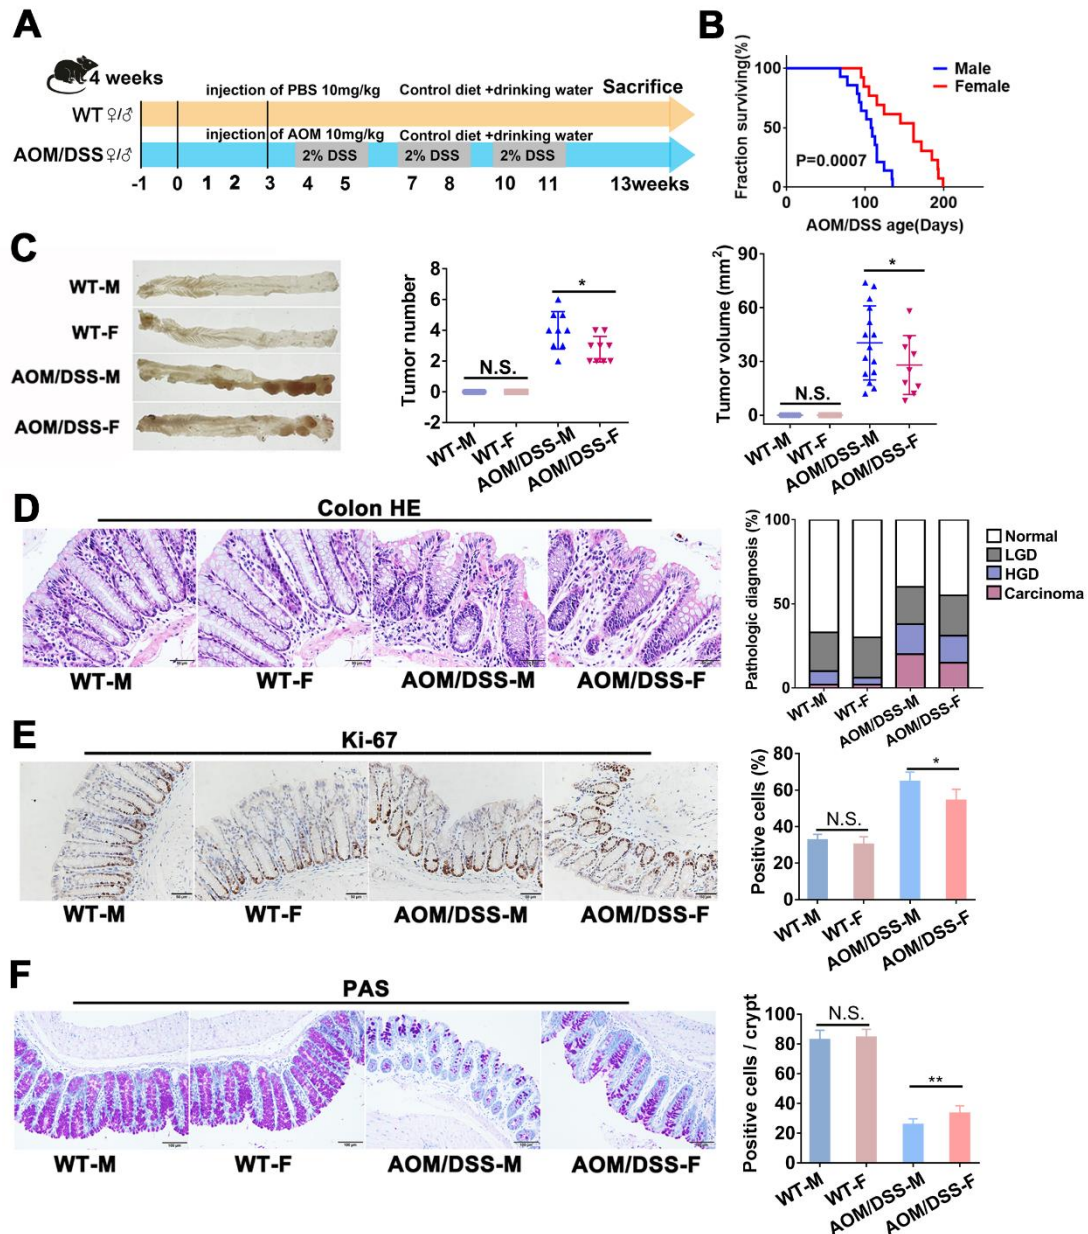 A
4 weeks
injection of PBS 10mg/kg Control diet +drinking water Sacrifice
WT ♀/♂
injection of AOM 10mg/kg Control diet +drinking water
AOM/DSS♀/♂ 2% DSS 2% DSS 2% DSS
-1 0 1 2 3 4 5 7 8 10 11 13weeks
B
Fraction surviving(%)
100
50
0
Male
Female
P=0.0007
0 100 200
AOM/DSS age(Days)
C
WT-M
WT-F
AOM/DSS-M
AOM/DSS-F
Tumor number
8
6
4
2
0
-2
N.S.
*
WT-M WT-F AOM/DSS-M AOM/DSS-F
Tumor volume (mm²)
90
60
30
0
N.S.
*
WT-M WT-F AOM/DSS-M AOM/DSS-F
D
Colon HE
WT-M WT-F AOM/DSS-M AOM/DSS-F
Pathologic diagnosis (%)
100
50
0
Normal
LGD
HGD
Carcinoma
WT-M WT-F AOM/DSS-M AOM/DSS-F
E
Ki-67
WT-M WT-F AOM/DSS-M AOM/DSS-F
Positive cells (%)
80
60
40
20
0
N.S.
*
WT-M WT-F AOM/DSS-M AOM/DSS-F
F
PAS
WT-M WT-F AOM/DSS-M AOM/DSS-F
Positive cells / crypt
100
80
60
40
20
0
N.S.
**
WT-M WT-F AOM/DSS-M AOM/DSS-F